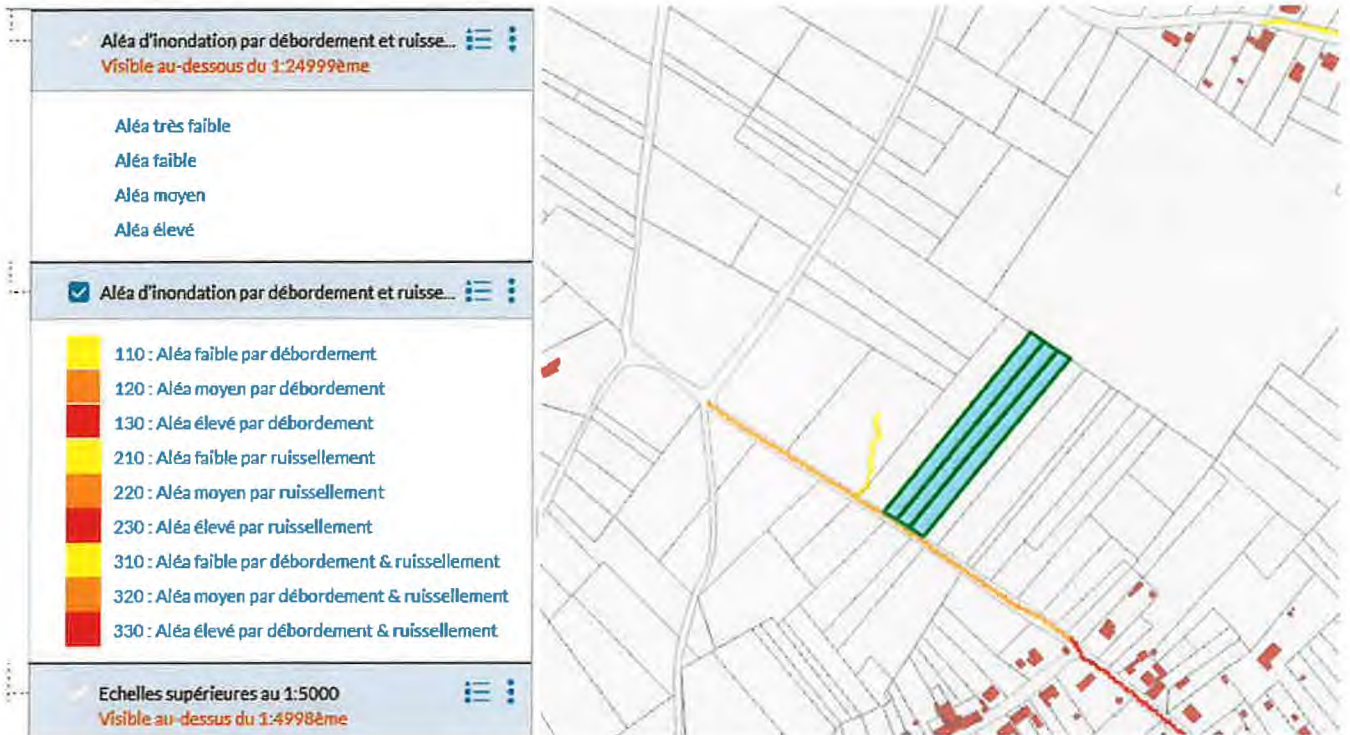 Aléa d'inondation par débordement et ruisse...
Visible au-dessous du 1:24999ème
Aléa très faible
Aléa faible
Aléa moyen
Aléa élevé
Aléa d'inondation par débordement et ruisse...
110 : Aléa faible par débordement
120 : Aléa moyen par débordement
130 : Aléa élevé par débordement
210 : Aléa faible par ruissellement
220 : Aléa moyen par ruissellement
230 : Aléa élevé par ruissellement
310 : Aléa faible par débordement & ruissellement
320 : Aléa moyen par débordement & ruissellement
330 : Aléa élevé par débordement & ruissellement
Echelles supérieures au 1:5000
Visible au-dessus du 1:4998ème